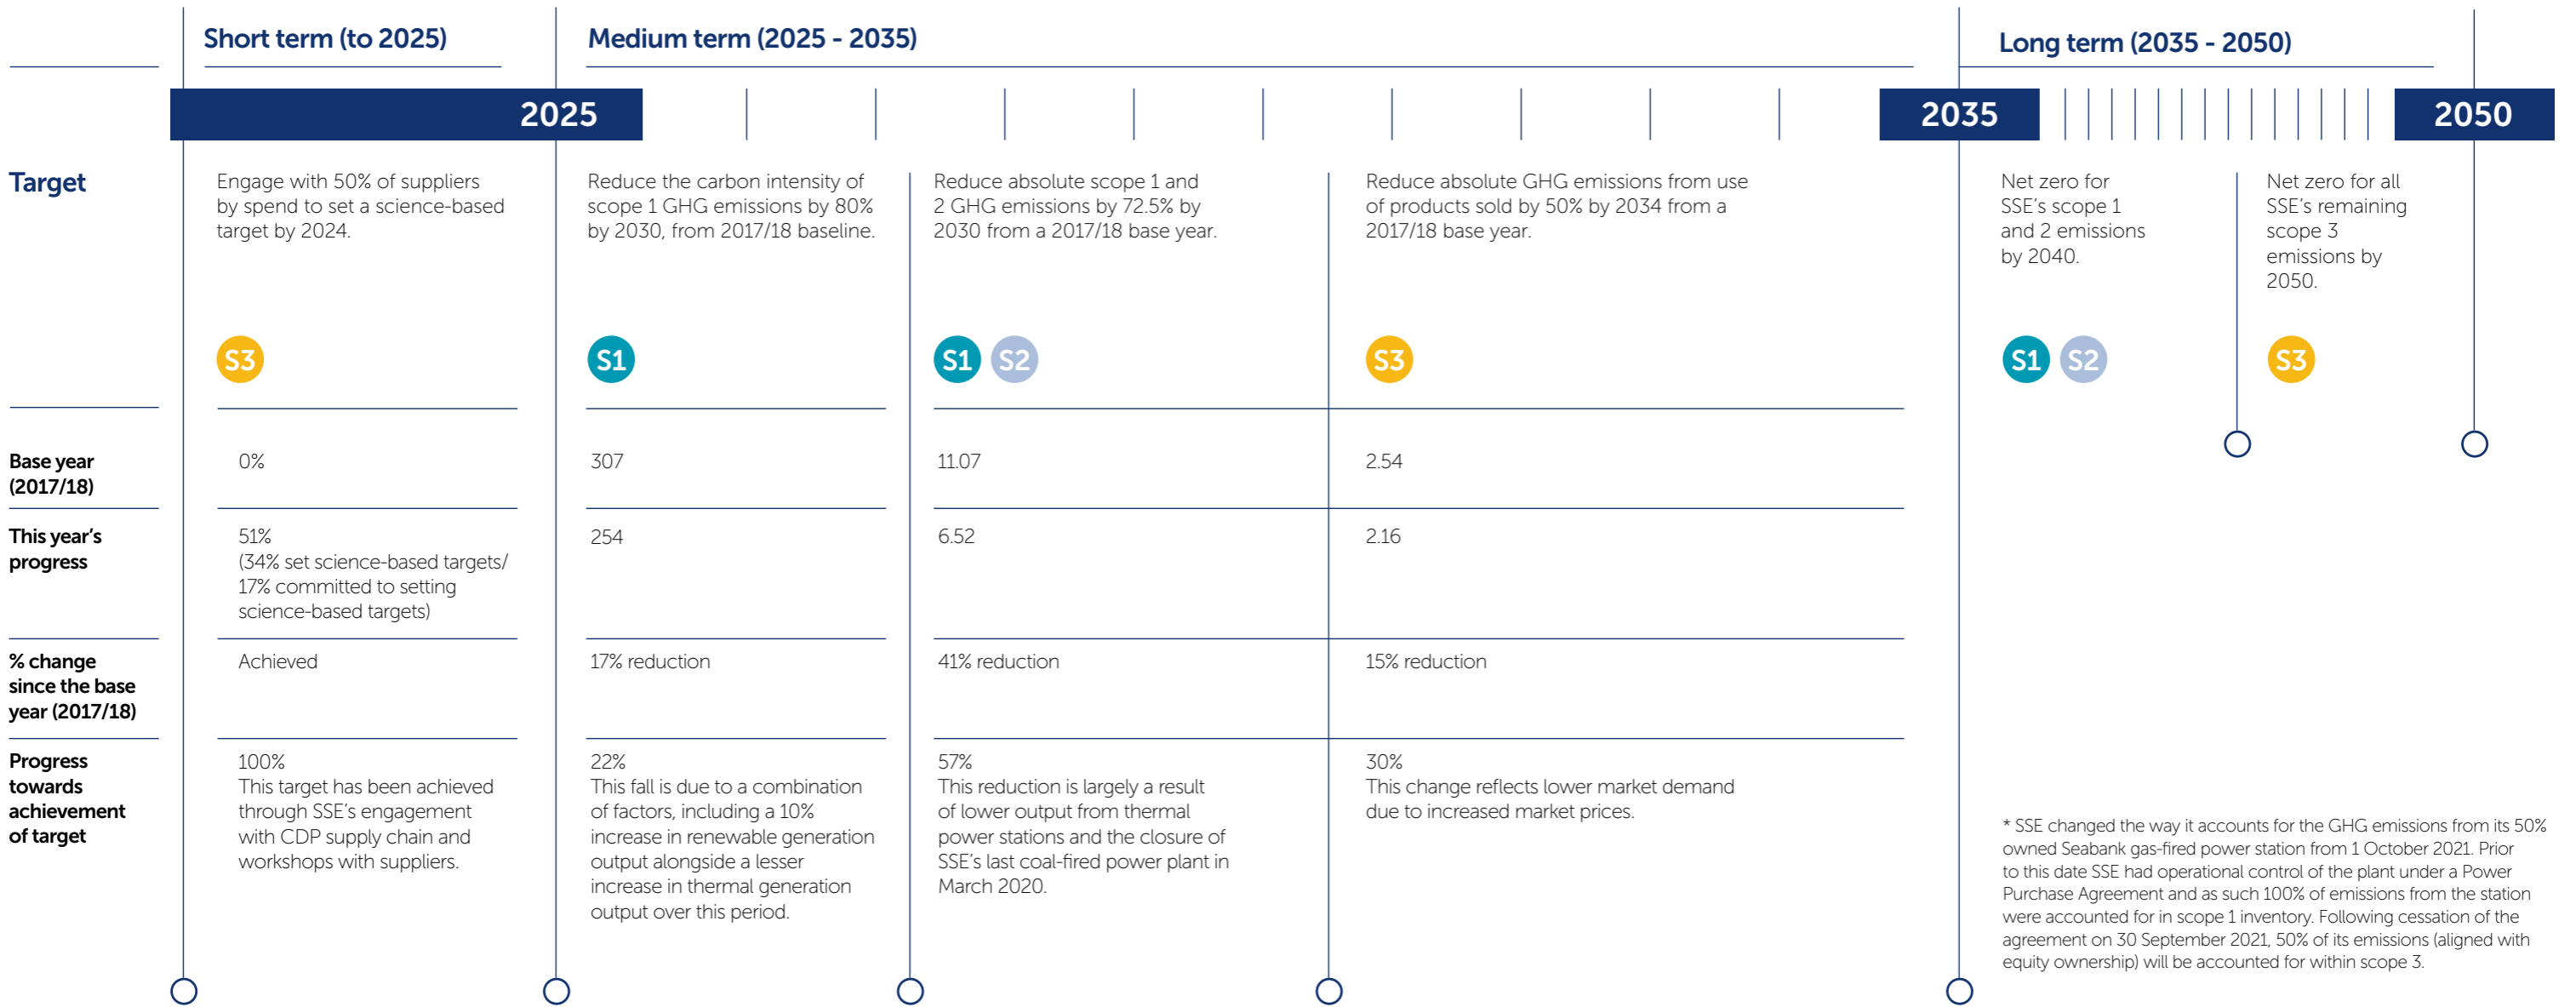 Short term (to 2025)
Medium term (2025 - 2035)
Long term (2035 - 2050)
2025
2035
2050
Target
Engage with 50% of suppliers
by spend to set a science-based
target by 2024.
S3
Reduce the carbon intensity of
scope 1 GHG emissions by 80%
by 2030, from 2017/18 baseline.
S1
Reduce absolute scope 1 and
2 GHG emissions by 72.5% by
2030 from a 2017/18 base year.
S1 S2
Reduce absolute GHG emissions from use
of products sold by 50% by 2034 from a
2017/18 base year.
S3
Net zero for
SSE's scope 1
and 2 emissions
by 2040.
S1 S2
Net zero for all
SSE's remaining
scope 3
emissions by
2050.
S3
Base year
(2017/18)
0%
307
11.07
2.54
This year's
progress
51%
(34% set science-based targets/
17% committed to setting
science-based targets)
254
6.52
2.16
% change
since the base
year (2017/18)
Achieved
17% reduction
41% reduction
15% reduction
Progress
towards
achievement
of target
100%
This target has been achieved
through SSE's engagement
with CDP supply chain and
workshops with suppliers.
22%
This fall is due to a combination
of factors, including a 10%
increase in renewable generation
output alongside a lesser
increase in thermal generation
output over this period.
57%
This reduction is largely a result
of lower output from thermal
power stations and the closure of
SSE's last coal-fired power plant in
March 2020.
30%
This change reflects lower market demand
due to increased market prices.
* SSE changed the way it accounts for the GHG emissions from its 50%
owned Seabank gas-fired power station from 1 October 2021. Prior
to this date SSE had operational control of the plant under a Power
Purchase Agreement and as such 100% of emissions from the station
were accounted for in scope 1 inventory. Following cessation of the
agreement on 30 September 2021, 50% of its emissions (aligned with
equity ownership) will be accounted for within scope 3.